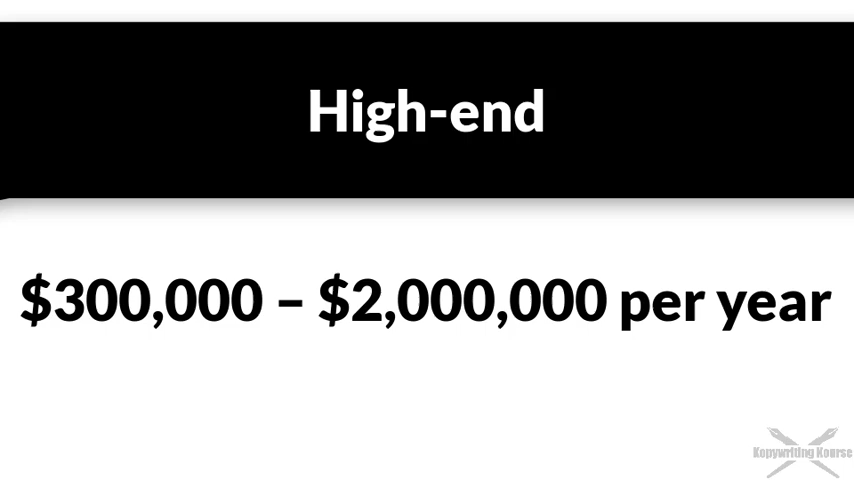 High-end
$300,000 – $2,000,000 per year
Kopywriting Kourse